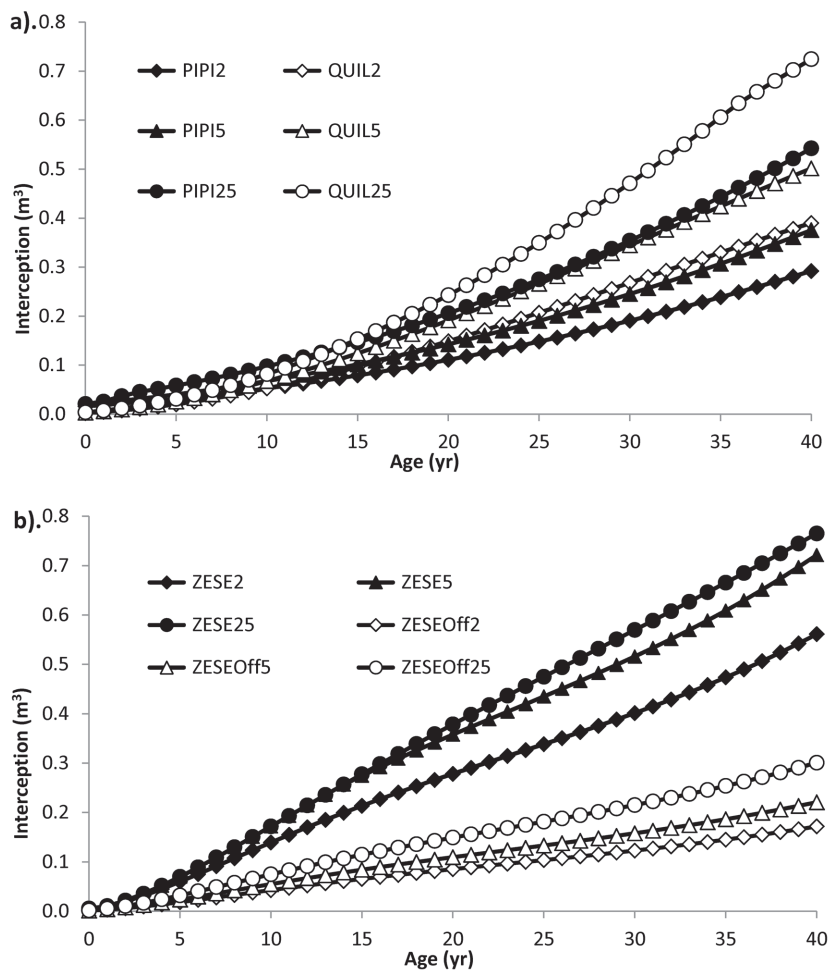 a).
0.8
0.7
0.6
0.5
0.4
0.3
0.2
0.1
0.0
Interception (m³)
PIPI2 QUIL2
PIPI5 QUIL5
PIPI25 QUIL25
0 5 10 15 20 25 30 35 40
Age (yr)
b).
0.8
0.7
0.6
0.5
0.4
0.3
0.2
0.1
0.0
Interception (m³)
ZESE2 ZESE5
ZESE25 ZESEOff2
ZESEOff5 ZESEOff25
0 5 10 15 20 25 30 35 40
Age (yr)